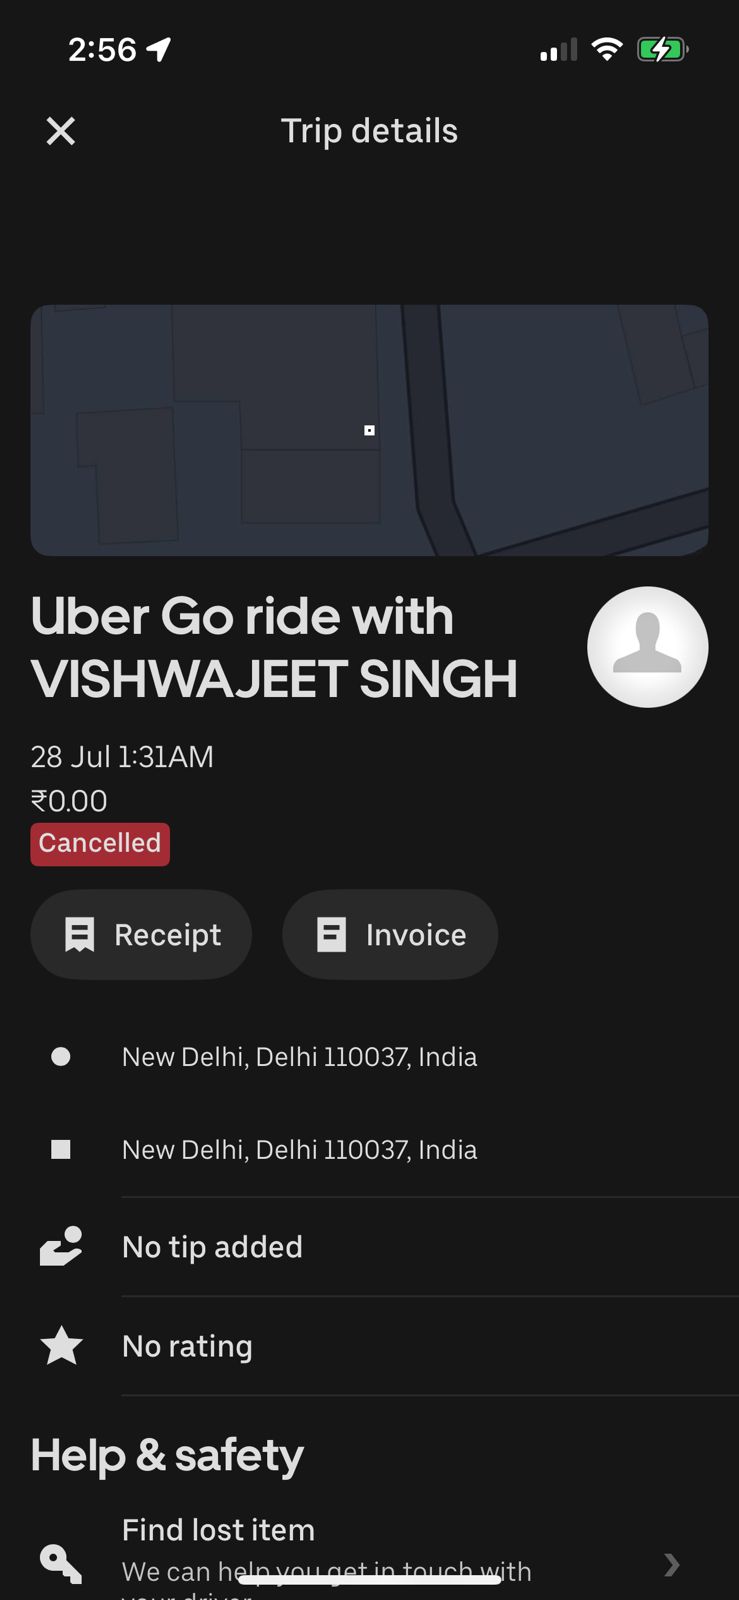 2:56
Trip details
Uber Go ride with
VISHWAJEET SINGH
28 Jul 1:31AM
₹0.00
Cancelled
Receipt
Invoice
New Delhi, Delhi 110037, India
New Delhi, Delhi 110037, India
No tip added
No rating
Help & safety
Find lost item
We can help you get in touch with
your driver